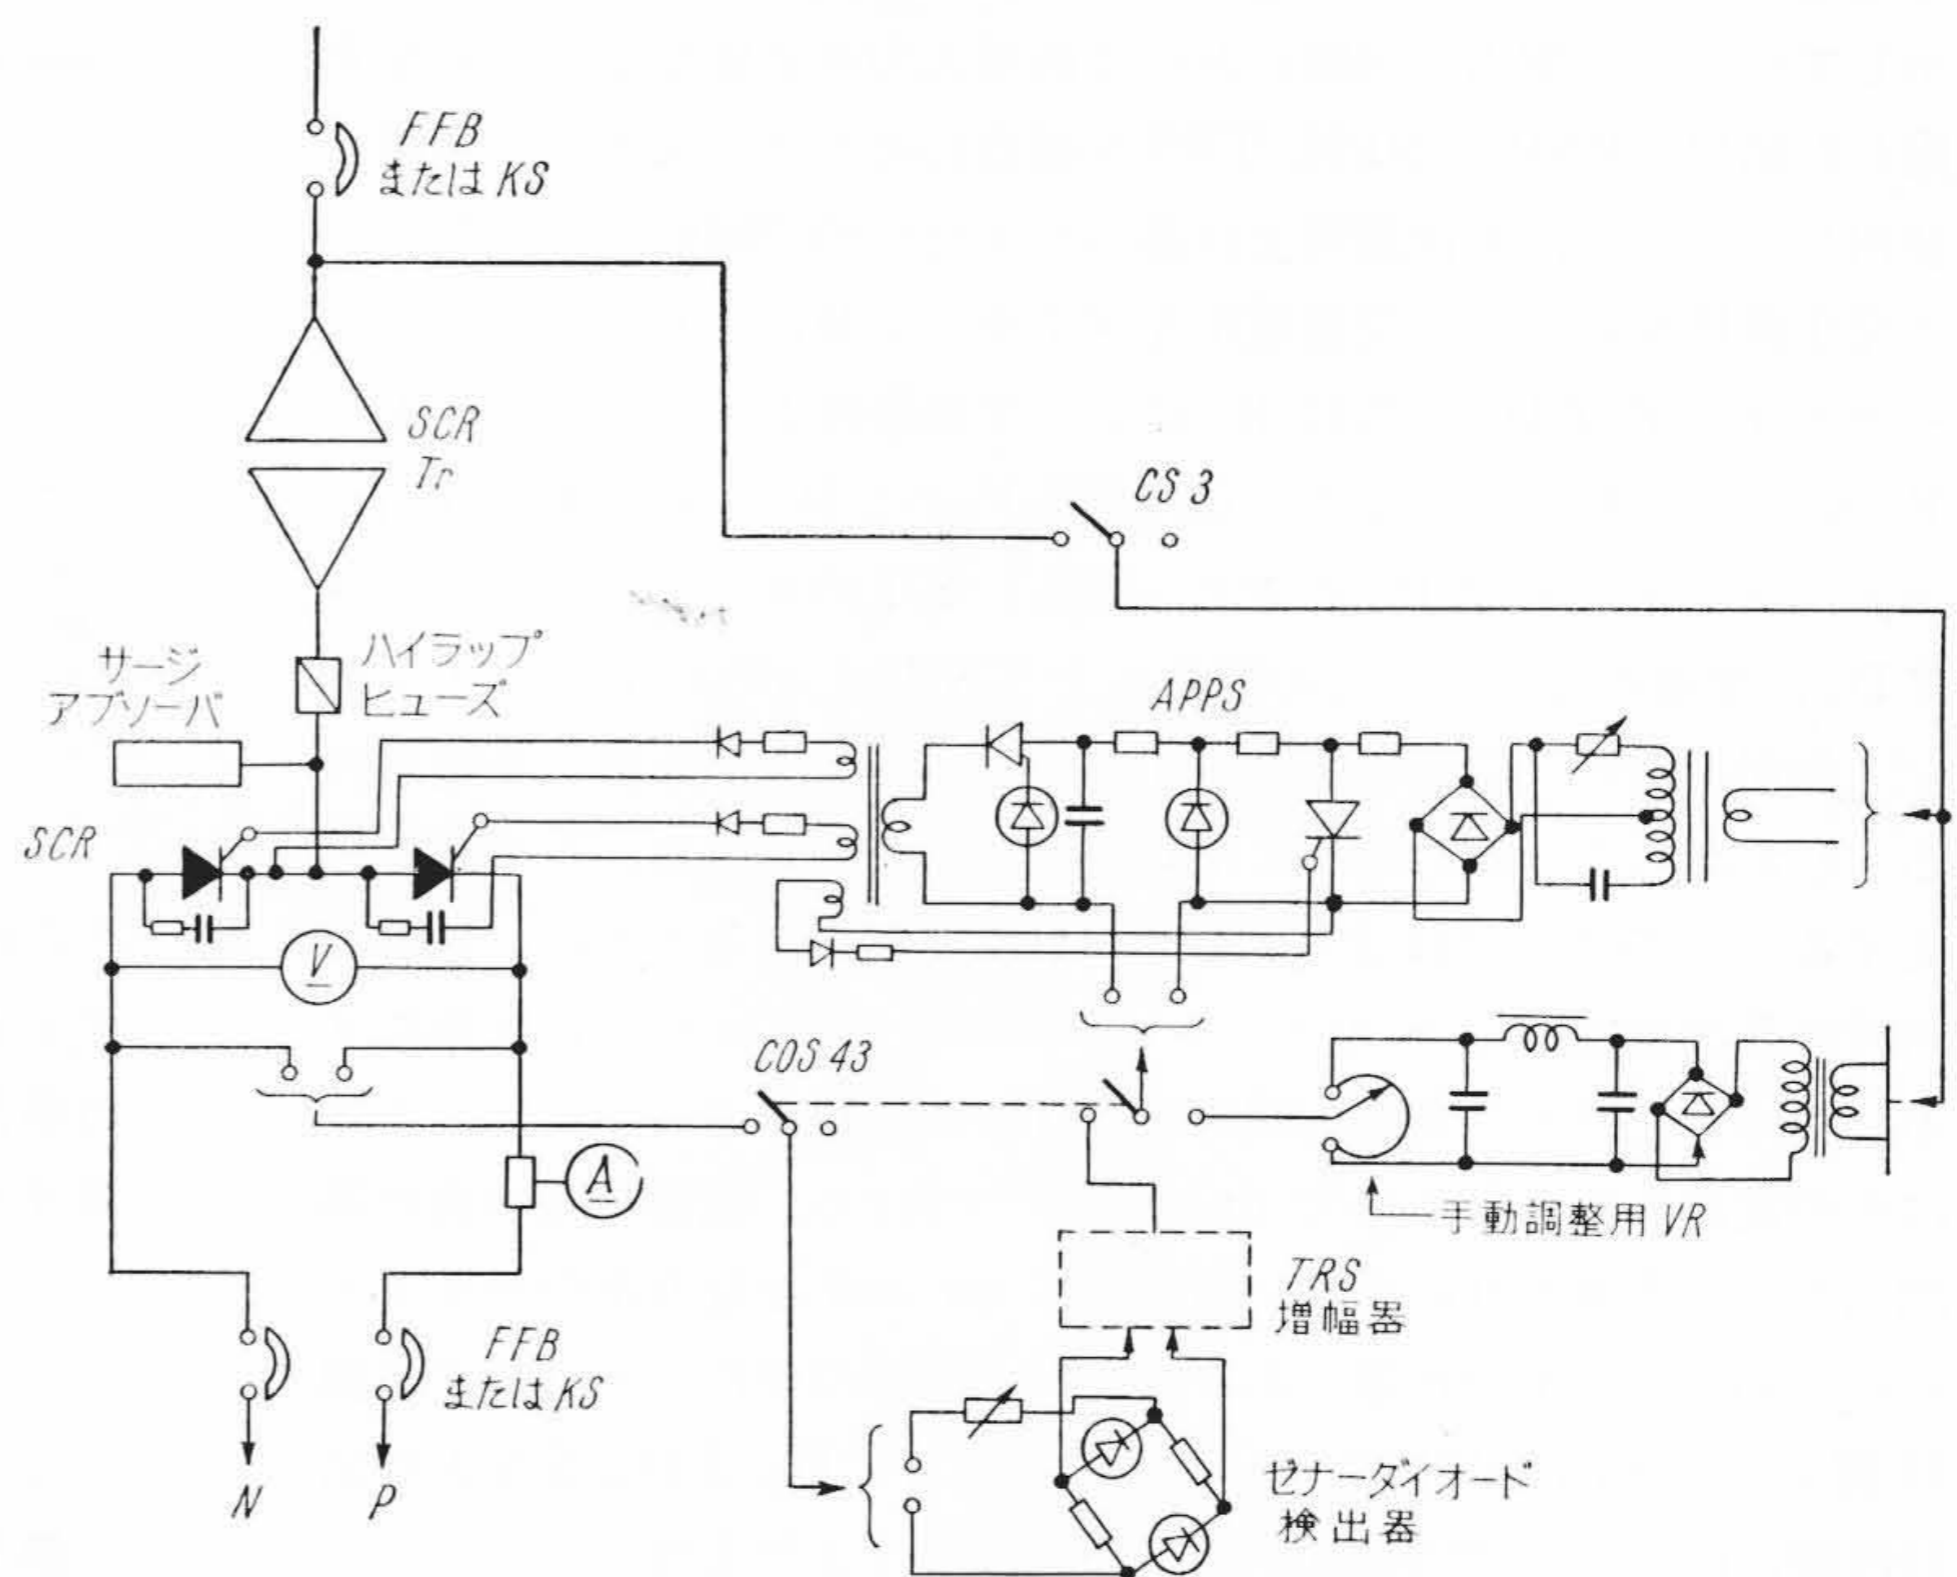 FFB
またはKS
SCR
Tr
CS 3
サージ
アブソーバ
ハイラップ
ヒューズ
APPS
SCR
V
COS 43
A
手動調整用VR
TRS
増幅器
FFB
またはKS
N
P
ゼナーダイオード
検出器